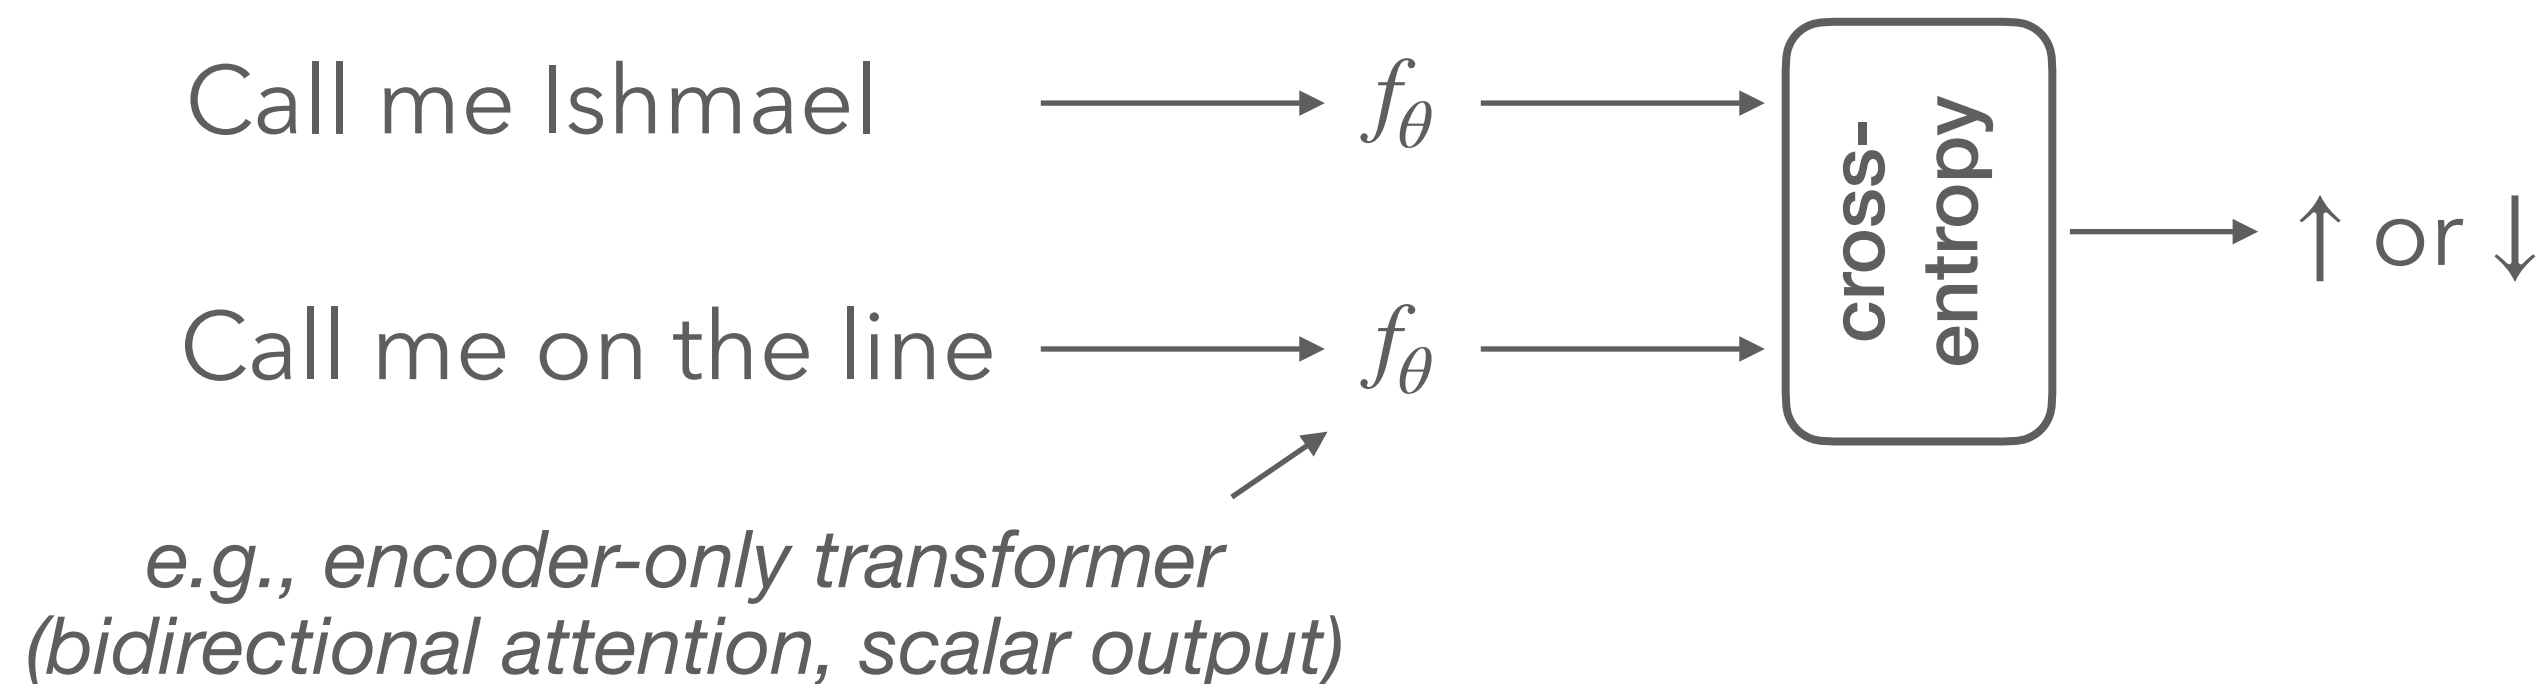 Call me Ishmael
f_θ
Call me on the line
f_θ
cross-
entropy
↑ or ↓
e.g., encoder-only transformer
(bidirectional attention, scalar output)